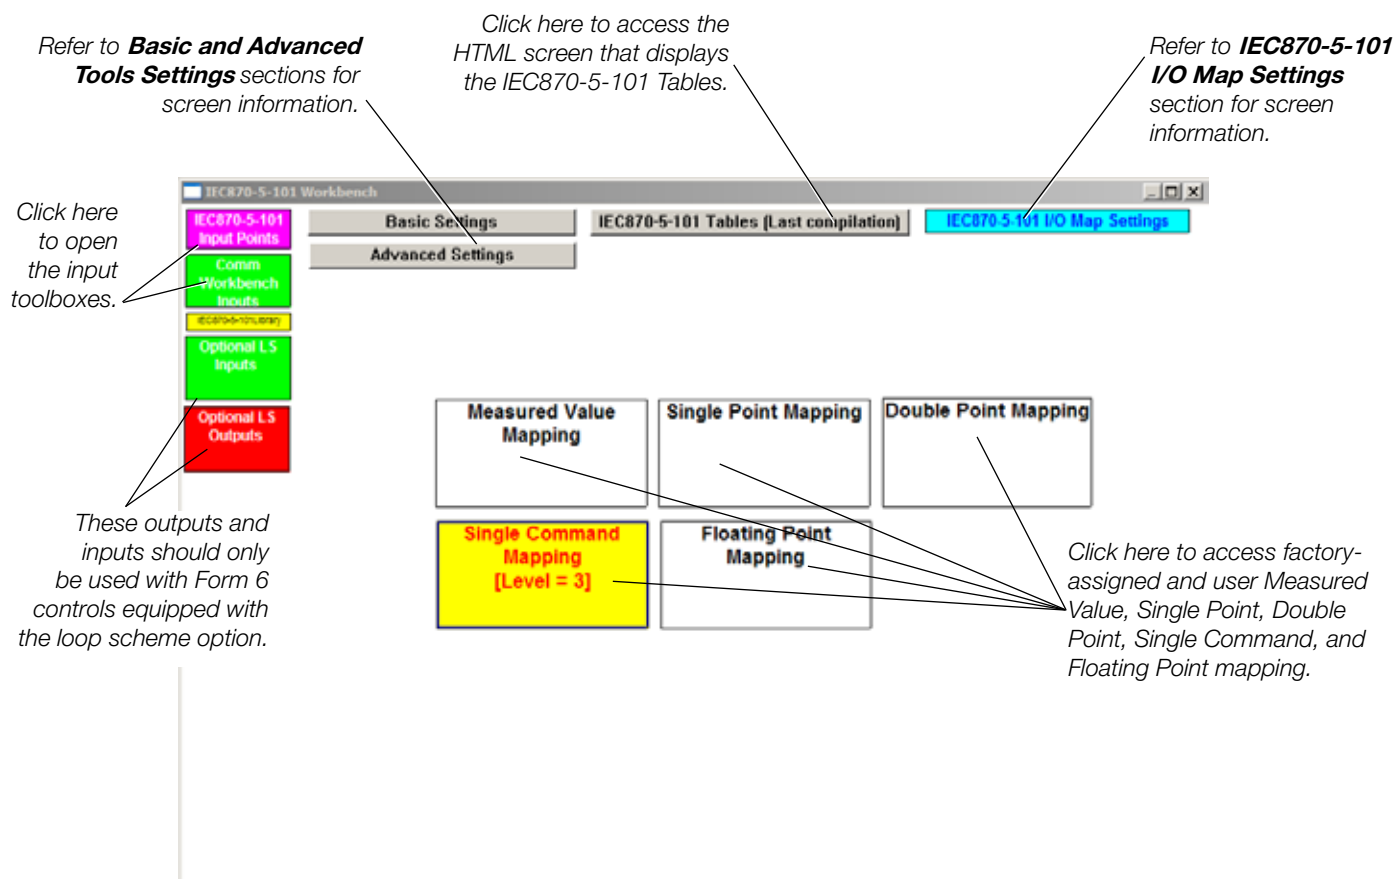 Refer to Basic and Advanced
Tools Settings sections for
screen information.
Click here to access the
HTML screen that displays
the IEC870-5-101 Tables.
Refer to IEC870-5-101
I/O Map Settings
section for screen
information.
Click here
to open
the input
toolboxes.
IEC870-5-101 Workbench
IEC870-5-101
Input Points
Basic Settings
IEC870-5-101 Tables (Last compilation)
IEC870-5-101 I/O Map Settings
Advanced Settings
Comm
Workbench
Inputs
IEC870-5-101Library
Optional LS
Inputs
Optional LS
Outputs
Measured Value
Mapping
Single Point Mapping
Double Point Mapping
Single Command
Mapping
[Level = 3]
Floating Point
Mapping
These outputs and
inputs should only
be used with Form 6
controls equipped with
the loop scheme option.
Click here to access factory-
assigned and user Measured
Value, Single Point, Double
Point, Single Command, and
Floating Point mapping.